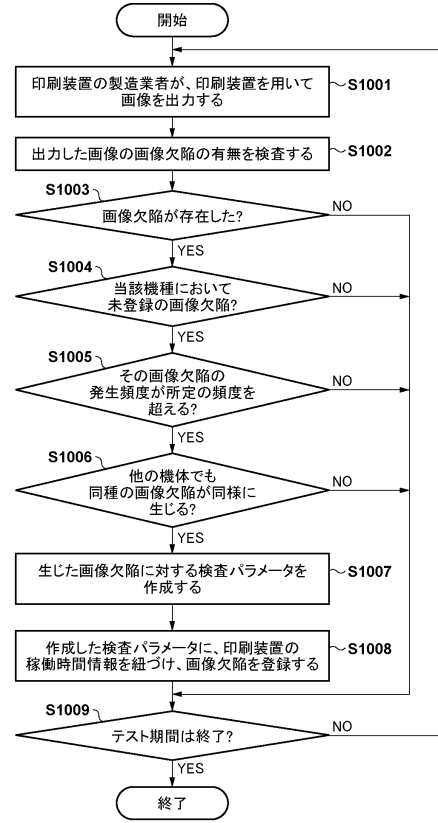 開始
印刷装置の製造業者が、印刷装置を用いて
画像を出力する
S1001
出力した画像の画像欠陥の有無を検査する
S1002
S1003
画像欠陥が存在した?
NO
YES
S1004
当該機種において
未登録の画像欠陥?
NO
YES
S1005
その画像欠陥の
発生頻度が所定の頻度を
超える?
NO
YES
S1006
他の機体でも
同種の画像欠陥が同様に
生じる?
NO
YES
生じた画像欠陥に対する検査パラメータを
作成する
S1007
作成した検査パラメータに、印刷装置の
稼働時間情報を紐づけ、画像欠陥を登録する
S1008
S1009
テスト期間は終了?
NO
YES
終了